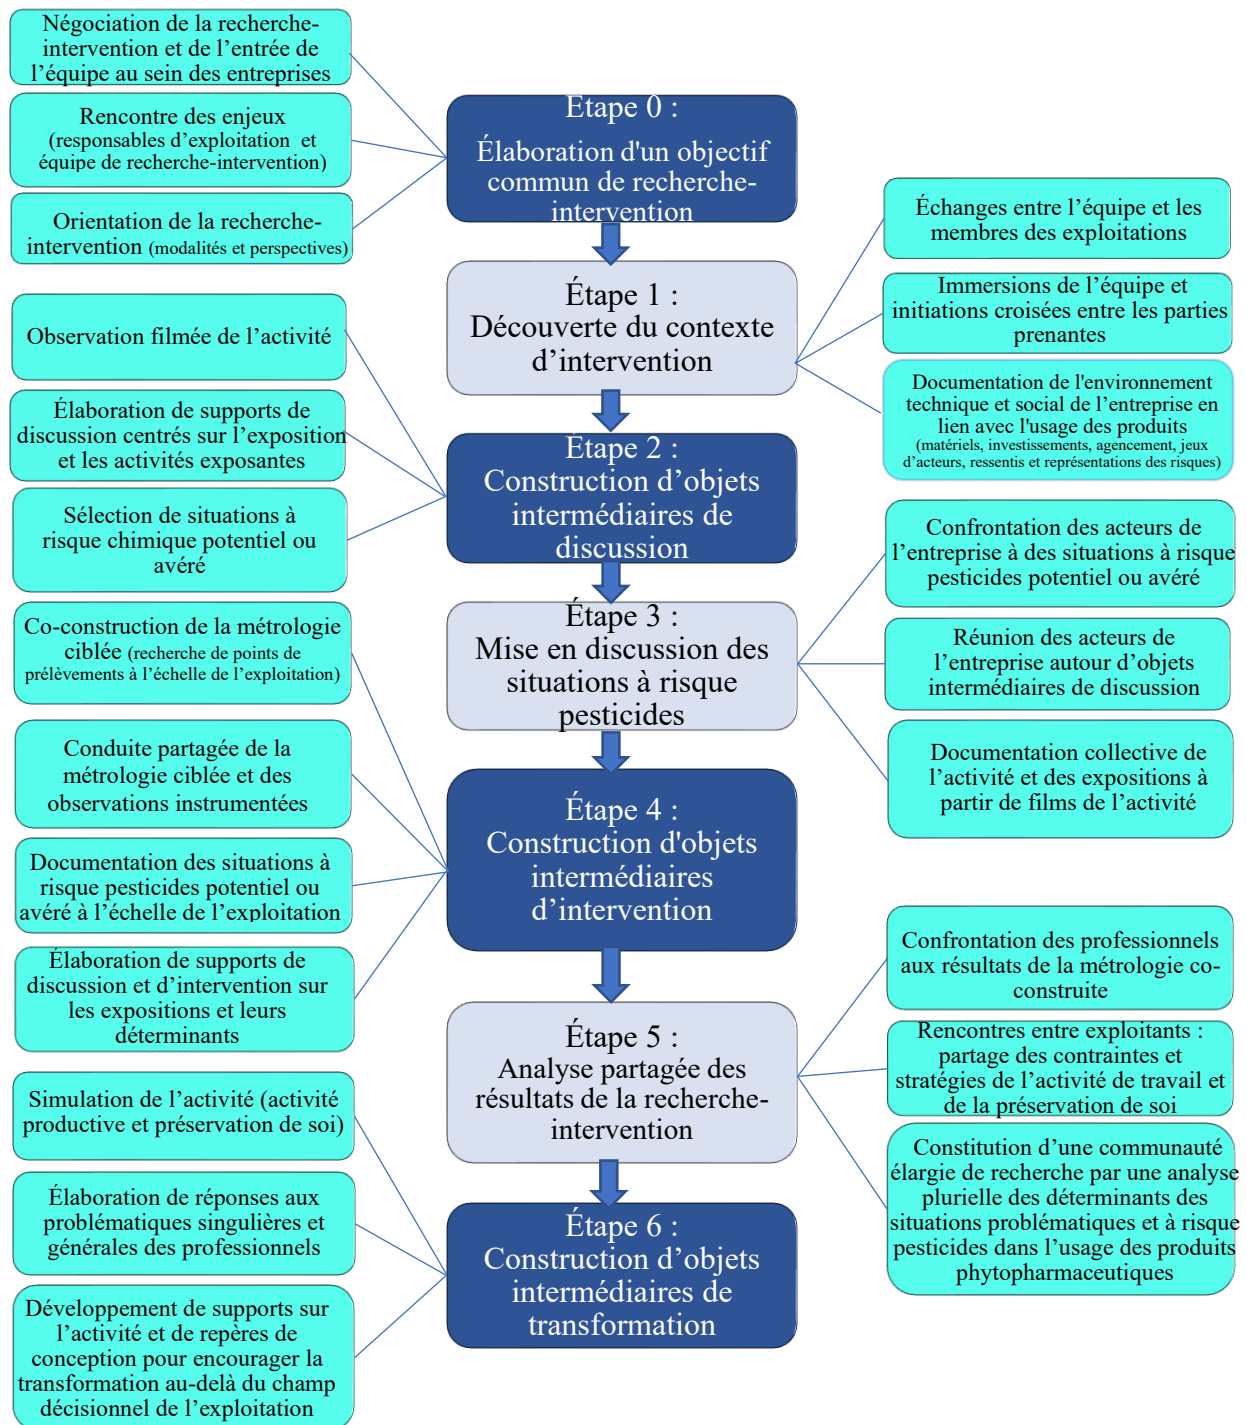 Négociation de la recherche-
intervention et de l’entrée de
l’équipe au sein des entreprises
Rencontre des enjeux
(responsables d’exploitation et
équipe de recherche-intervention)
Orientation de la recherche-
intervention (modalités et perspectives)
Étape 0 :
Élaboration d'un objectif
commun de recherche-
intervention
Étape 1 :
Découverte du contexte
d’intervention
Échanges entre l’équipe et les
membres des exploitations
Immersions de l’équipe et
initiations croisées entre les parties
prenantes
Documentation de l'environnement
technique et social de l’entreprise en
lien avec l'usage des produits
(matériels, investissements, agencement, jeux
d’acteurs, ressentis et représentations des risques)
Observation filmée de l’activité
Élaboration de supports de
discussion centrés sur l’exposition
et les activités exposantes
Sélection de situations à
risque chimique potentiel ou
avéré
Étape 2 :
Construction d’objets
intermédiaires de
discussion
Étape 3 :
Mise en discussion des
situations à risque
pesticides
Confrontation des acteurs de
l’entreprise à des situations à risque
pesticides potentiel ou avéré
Réunion des acteurs de
l’entreprise autour d’objets
intermédiaires de discussion
Documentation collective de
l’activité et des expositions à
partir de films de l’activité
Co-construction de la métrologie
ciblée (recherche de points de
prélèvements à l’échelle de l’exploitation)
Conduite partagée de la
métrologie ciblée et des
observations instrumentées
Documentation des situations à
risque pesticides potentiel ou
avéré à l’échelle de l’exploitation
Élaboration de supports de
discussion et d’intervention sur
les expositions et leurs
déterminants
Étape 4 :
Construction d'objets
intermédiaires
d’intervention
Étape 5 :
Analyse partagée des
résultats de la recherche-
intervention
Confrontation des professionnels
aux résultats de la métrologie co-
construite
Rencontres entre exploitants :
partage des contraintes et
stratégies de l’activité de travail et
de la préservation de soi
Constitution d’une communauté
élargie de recherche par une analyse
plurielle des déterminants des
situations problématiques et à risque
pesticides dans l’usage des produits
phytopharmaceutiques
Simulation de l’activité (activité
productive et préservation de soi)
Élaboration de réponses aux
problématiques singulières et
générales des professionnels
Développement de supports sur
l’activité et de repères de
conception pour encourager la
transformation au-delà du champ
décisionnel de l’exploitation
Étape 6 :
Construction d’objets
intermédiaires de
transformation